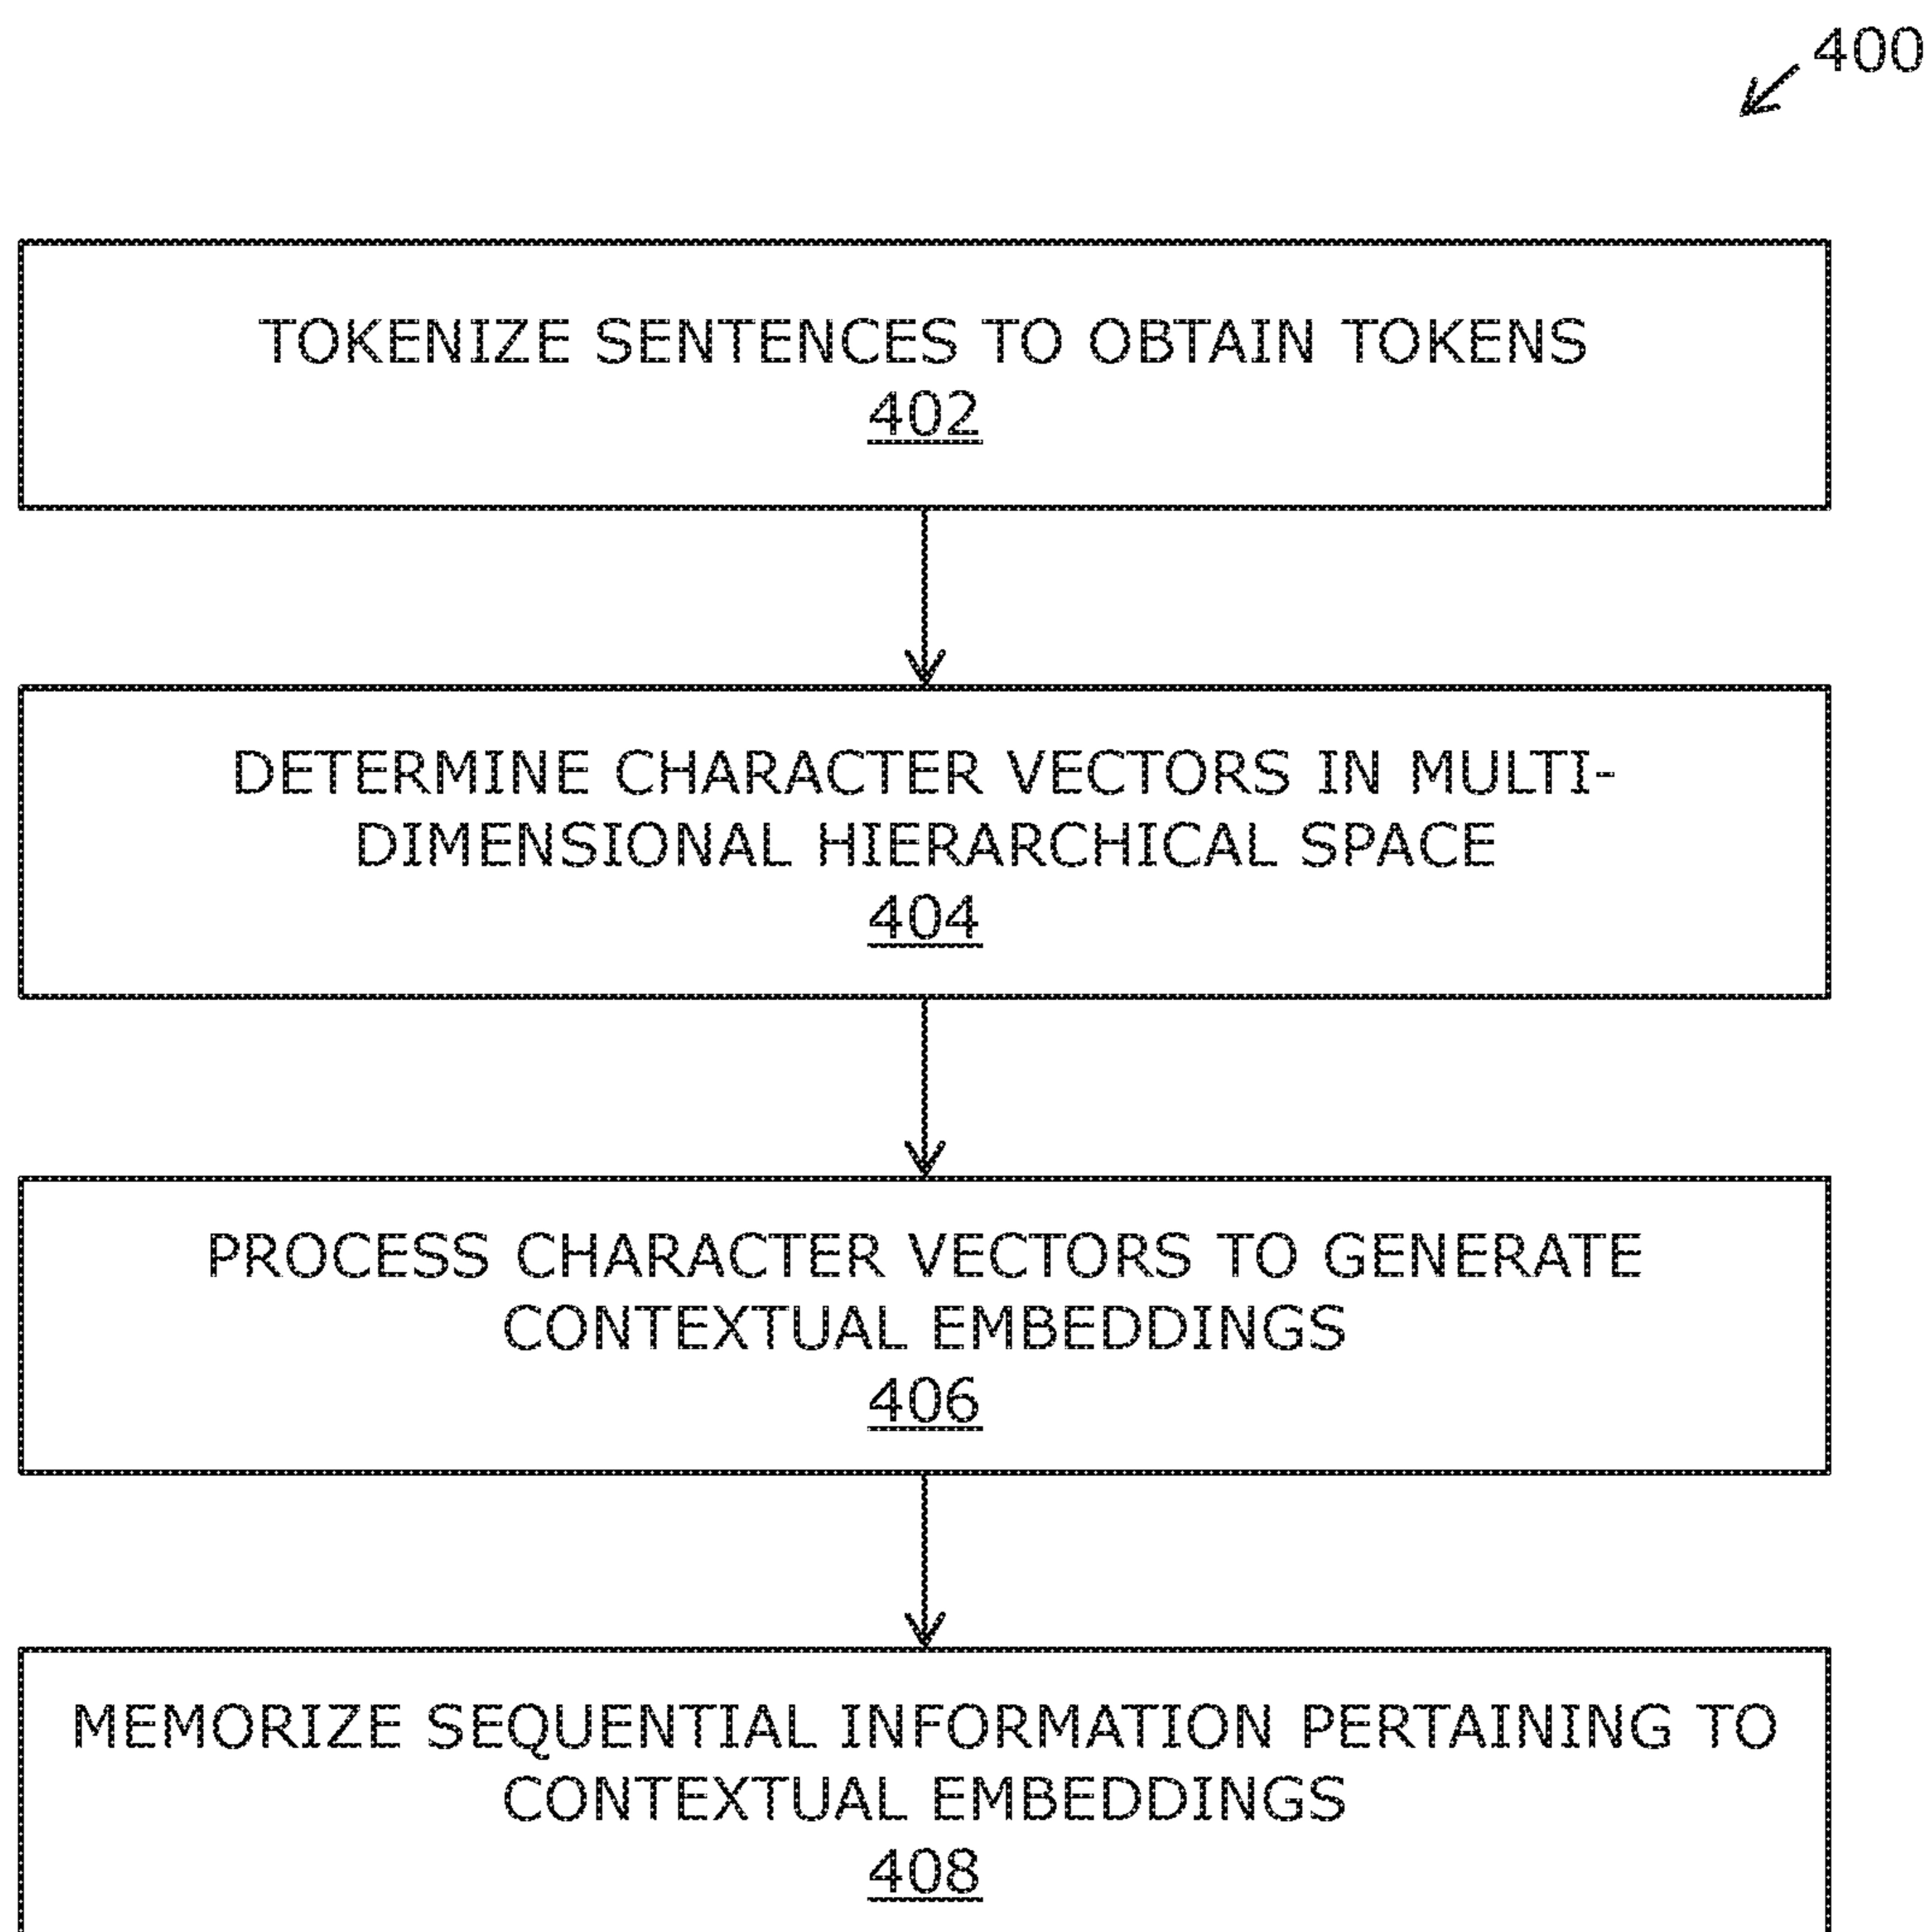 400
TOKENIZE SENTENCES TO OBTAIN TOKENS
402
DETERMINE CHARACTER VECTORS IN MULTI-
DIMENSIONAL HIERARCHICAL SPACE
404
PROCESS CHARACTER VECTORS TO GENERATE
CONTEXTUAL EMBEDDINGS
406
MEMORIZE SEQUENTIAL INFORMATION PERTAINING TO
CONTEXTUAL EMBEDDINGS
408